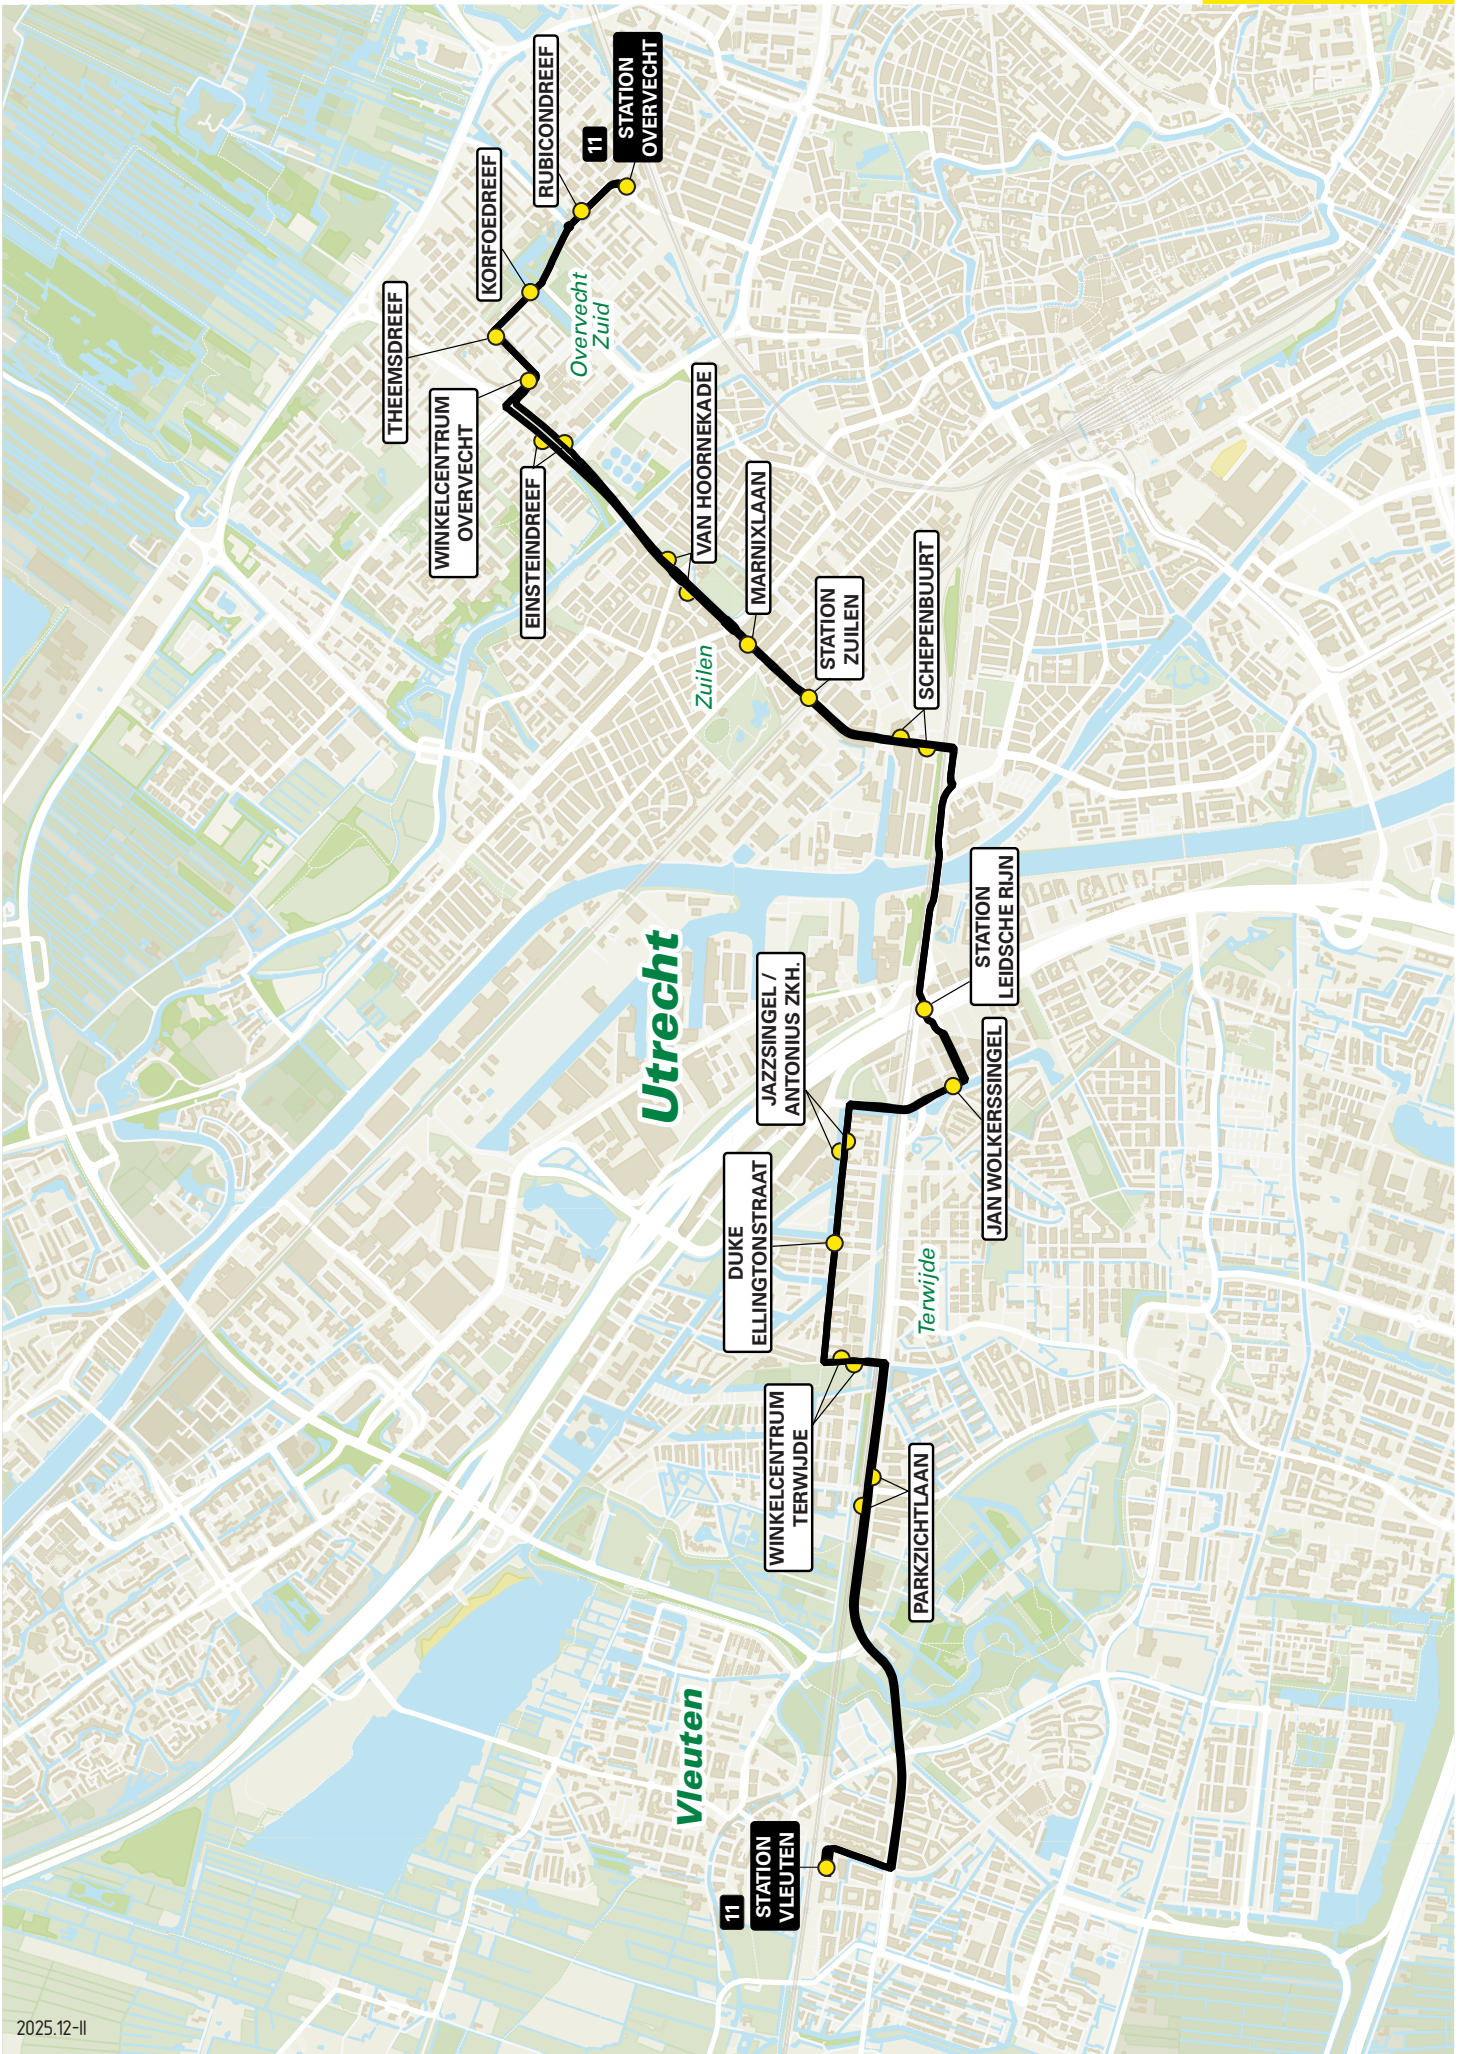 11
STATION
OVERVECHT
RUBICONDREEF
KORFOEDREEF
THEEMSDREEF
Overvecht
Zuid
WINKELCENTRUM
OVERVECHT
EINSTEINDREEF
VAN HOORNEKADE
MARNIXLAAN
Zuilen
STATION
ZUILEN
SCHEPENBUURT
STATION
LEIDSCHE RIJN
Utrecht
JAN WOLKERSSINGEL
JAZZSINGEL /
ANTONIUS ZKH.
DUKE
ELLINGTONSTRAAT
Terwijde
WINKELCENTRUM
TERWIJDE
PARKZICHTLAAN
Vleuten
11
STATION
VLEUTEN
2025.12-II